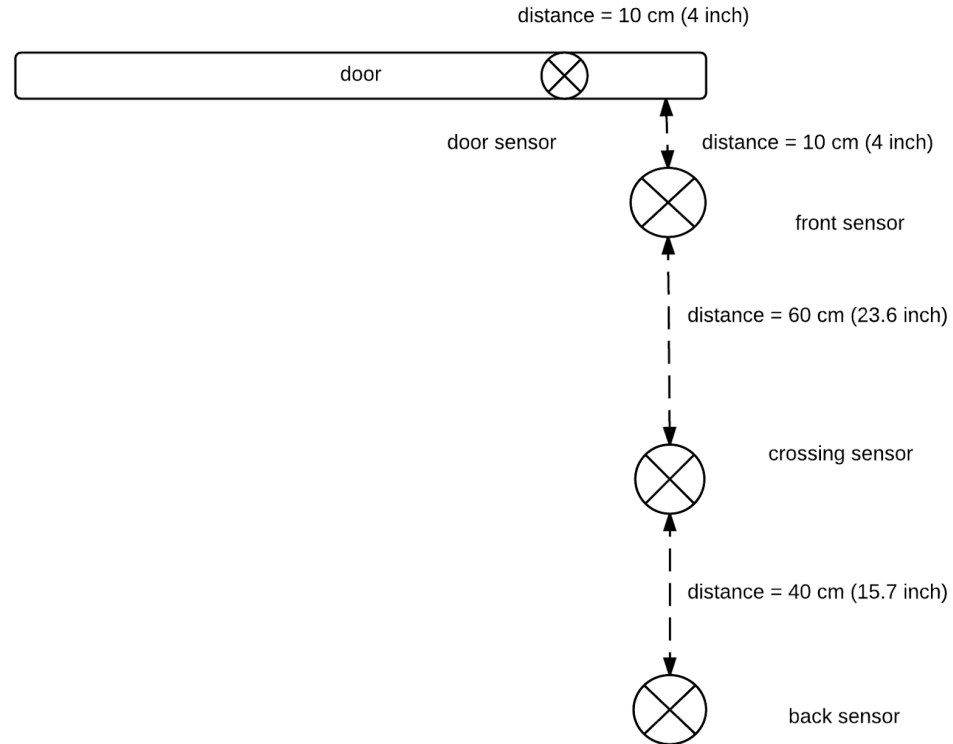 distance = 10 cm (4 inch)
door
door sensor
distance = 10 cm (4 inch)
front sensor
distance = 60 cm (23.6 inch)
crossing sensor
distance = 40 cm (15.7 inch)
back sensor